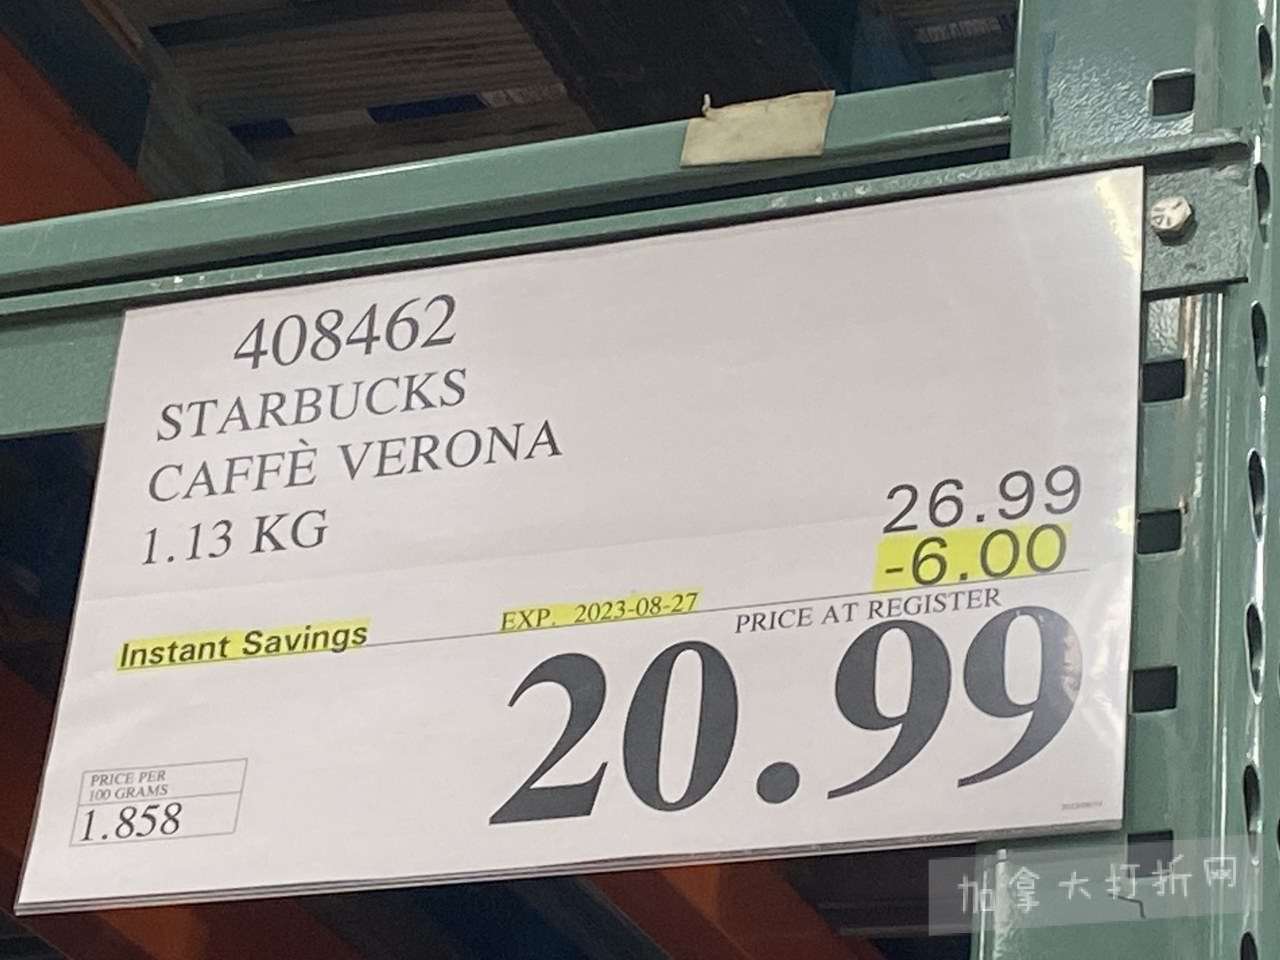 408462
STARBUCKS
CAFFÈ VERONA
1.13 KG
26.99
-6.00
Instant Savings
EXP. 2023-08-27
PRICE AT REGISTER
20.99
PRICE PER
100 GRAMS
1.858
加拿大打折网